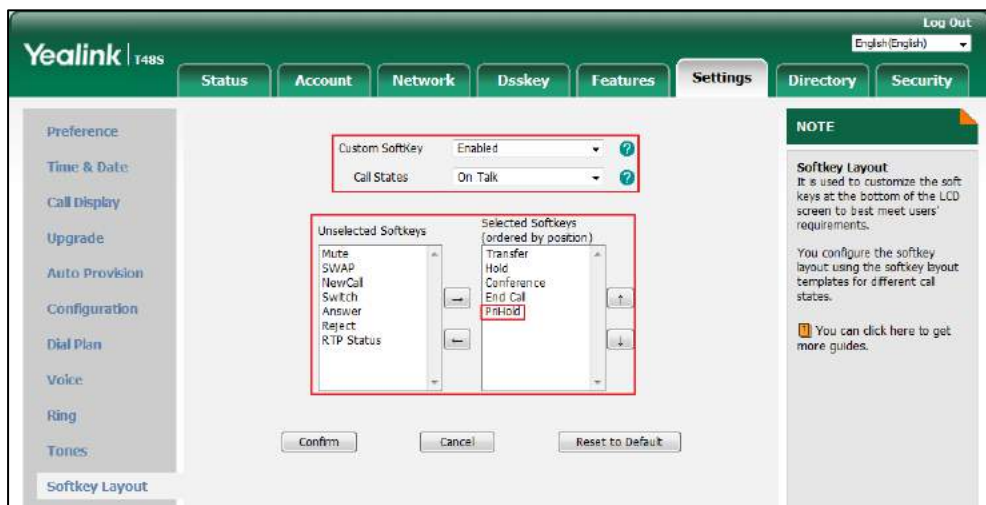 Log Out
English(English)
Yealink | T48S
Status Account Network Dsskey Features Settings Directory Security
Preference
Time & Date
Call Display
Upgrade
Auto Provision
Configuration
Dial Plan
Voice
Ring
Tones
Softkey Layout
Custom SoftKey Enabled ?
Call States On Talk ?
Unselected Softkeys
Mute
SWAP
NewCall
Switch
Answer
Reject
RTP Status
→
←
Selected Softkeys
(ordered by position)
Transfer
Hold
Conference
End Call
PriHold
↑
↓
Confirm Cancel Reset to Default
NOTE
Softkey Layout
It is used to customize the soft
keys at the bottom of the LCD
screen to best meet users'
requirements.
You configure the softkey
layout using the softkey layout
templates for different call
states.
You can click here to get
more guides.